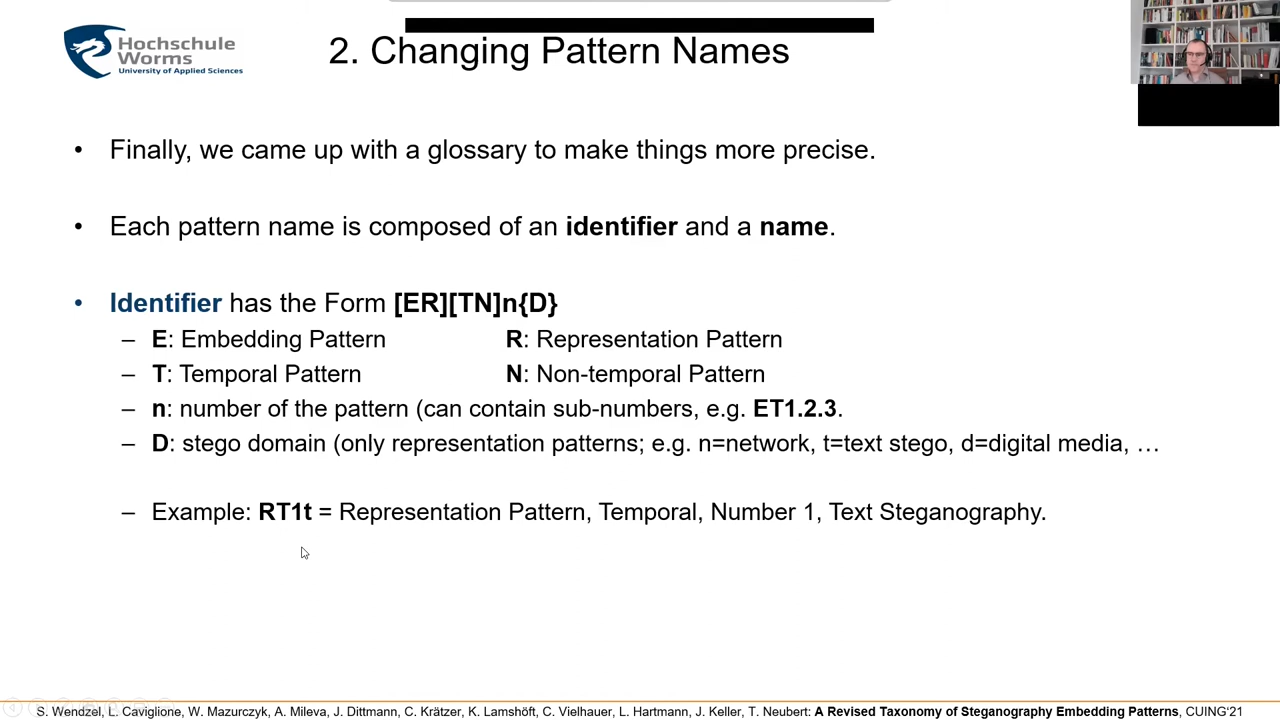 Hochschule
Worms
University of Applied Sciences
2. Changing Pattern Names
• Finally, we came up with a glossary to make things more precise.
• Each pattern name is composed of an identifier and a name.
• Identifier has the Form [ER][TN]n{D}
– E: Embedding Pattern R: Representation Pattern
– T: Temporal Pattern N: Non-temporal Pattern
– n: number of the pattern (can contain sub-numbers, e.g. ET1.2.3.
– D: stego domain (only representation patterns; e.g. n=network, t=text stego, d=digital media, …
– Example: RT1t = Representation Pattern, Temporal, Number 1, Text Steganography.
S. Wendzel, L. Caviglione, W. Mazurczyk, A. Mileva, J. Dittmann, C. Krätzer, K. Lamshöft, C. Vielhauer, L. Hartmann, J. Keller, T. Neubert: A Revised Taxonomy of Steganography Embedding Patterns, CUING'21